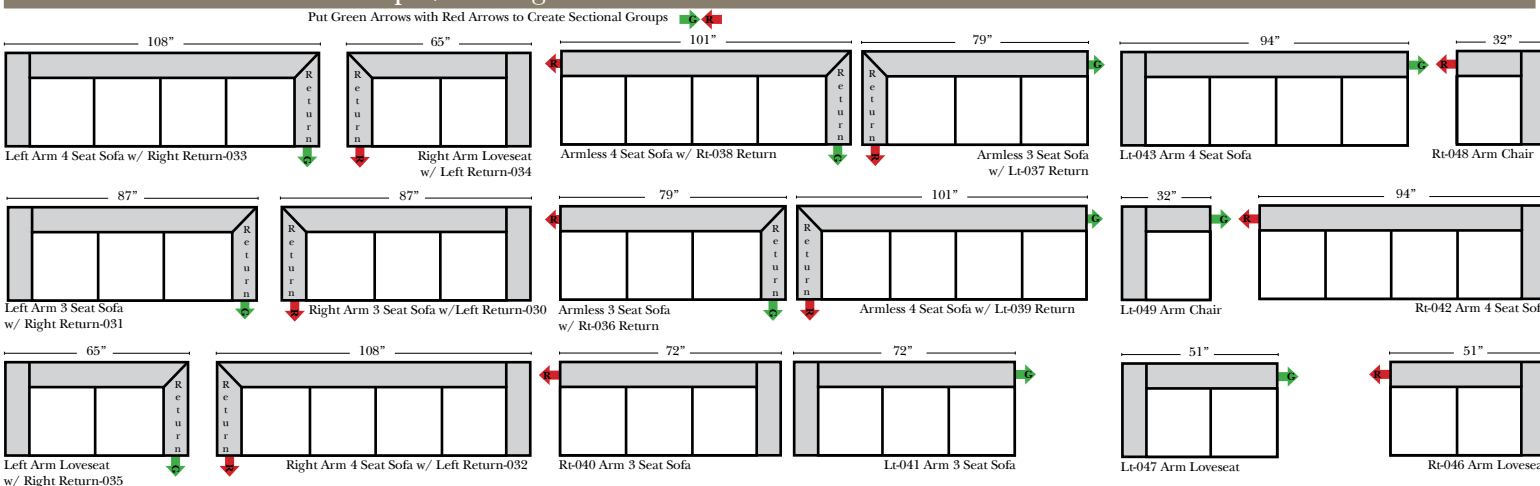 Put Green Arrows with Red Arrows to Create Sectional Groups G R
108” 65” 101” 79” 94” 32”
R G R G G R
Return Return Return Return
G R G R
Left Arm 4 Seat Sofa w/ Right Return-033
Right Arm Loveseat
w/ Left Return-034
Armless 4 Seat Sofa w/ Rt-038 Return
Armless 3 Seat Sofa
w/ Lt-037 Return
Lt-043 Arm 4 Seat Sofa
Rt-048 Arm Chair
87” 87” 79” 101” 32” 94”
R G G R
Return Return Return Return
G R G R
Left Arm 3 Seat Sofa
w/ Right Return-031
Right Arm 3 Seat Sofa w/Left Return-030
Armless 3 Seat Sofa
w/ Rt-036 Return
Armless 4 Seat Sofa w/ Lt-039 Return
Lt-049 Arm Chair
Rt-042 Arm 4 Seat Sof
65” 108” 72” 72” 51” 51”
R G G R
Return Return
G R
Left Arm Loveseat
w/ Right Return-035
Right Arm 4 Seat Sofa w/ Left Return-032
Rt-040 Arm 3 Seat Sofa
Lt-041 Arm 3 Seat Sofa
Lt-047 Arm Loveseat
Rt-046 Arm Lovesea